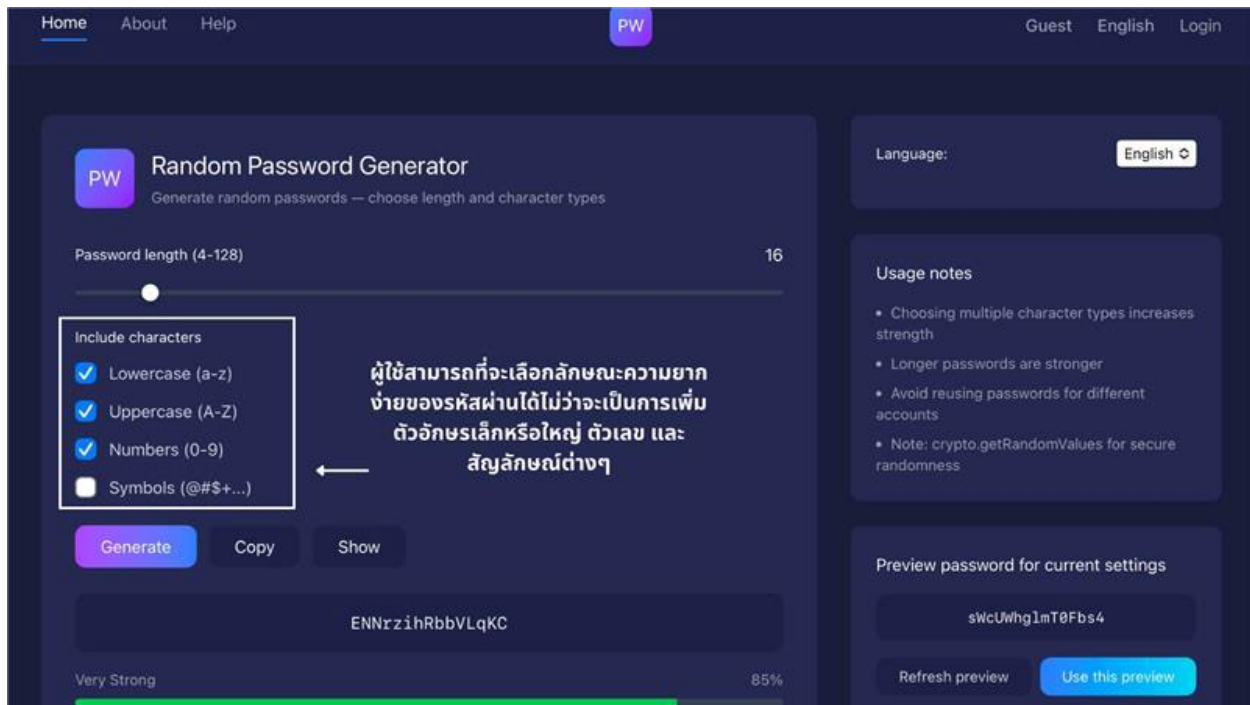 Home About Help
PW
Guest English Login
PW
Random Password Generator
Generate random passwords — choose length and character types
Password length (4-128)
16
Include characters
Lowercase (a-z)
Uppercase (A-Z)
Numbers (0-9)
Symbols (@#$+...)
ผู้ใช้สามารถที่จะเลือกลักษณะความยาก
ง่ายของรหัสผ่านได้ไม่ว่าจะเป็นการเพิ่ม
ตัวอักษรเล็กหรือใหญ่ ตัวเลข และ
สัญลักษณ์ต่างๆ
Generate Copy Show
ENNrzihRbbVLqKC
Very Strong
85%
Language:
English
Usage notes
• Choosing multiple character types increases
strength
• Longer passwords are stronger
• Avoid reusing passwords for different
accounts
• Note: crypto.getRandomValues for secure
randomness
Preview password for current settings
sWcUWhglmT0Fbs4
Refresh preview Use this preview